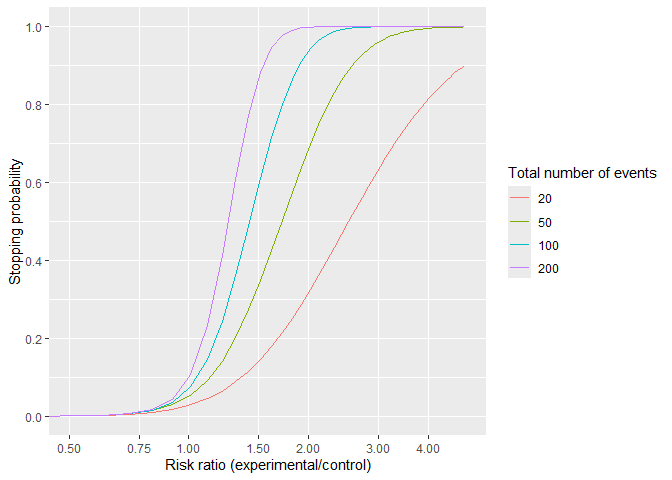 1.0
0.8
0.6
0.4
0.2
0.0
Stopping probability
0.50 0.75 1.00 1.50 2.00 3.00 4.00
Risk ratio (experimental/control)
Total number of events
20
50
100
200